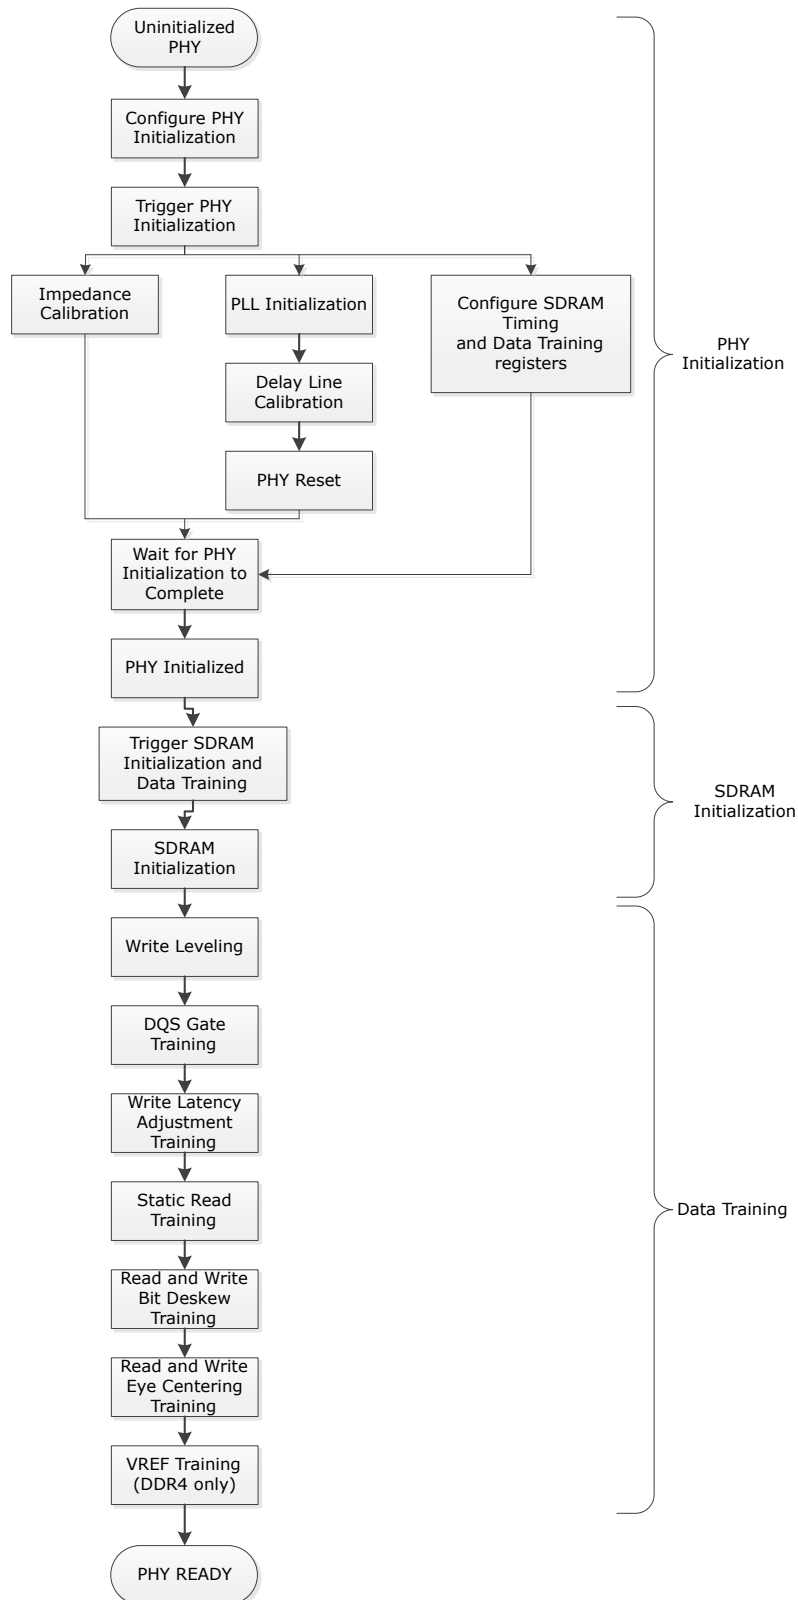 Uninitialized
PHY
Configure PHY
Initialization
Trigger PHY
Initialization
Impedance
Calibration
PLL Initialization
Configure SDRAM
Timing
and Data Training
registers
Delay Line
Calibration
PHY Reset
Wait for PHY
Initialization to
Complete
PHY Initialized
PHY
Initialization
Trigger SDRAM
Initialization and
Data Training
SDRAM
Initialization
SDRAM
Initialization
Write Leveling
DQS Gate
Training
Write Latency
Adjustment
Training
Static Read
Training
Read and Write
Bit Deskew
Training
Read and Write
Eye Centering
Training
VREF Training
(DDR4 only)
Data Training
PHY READY